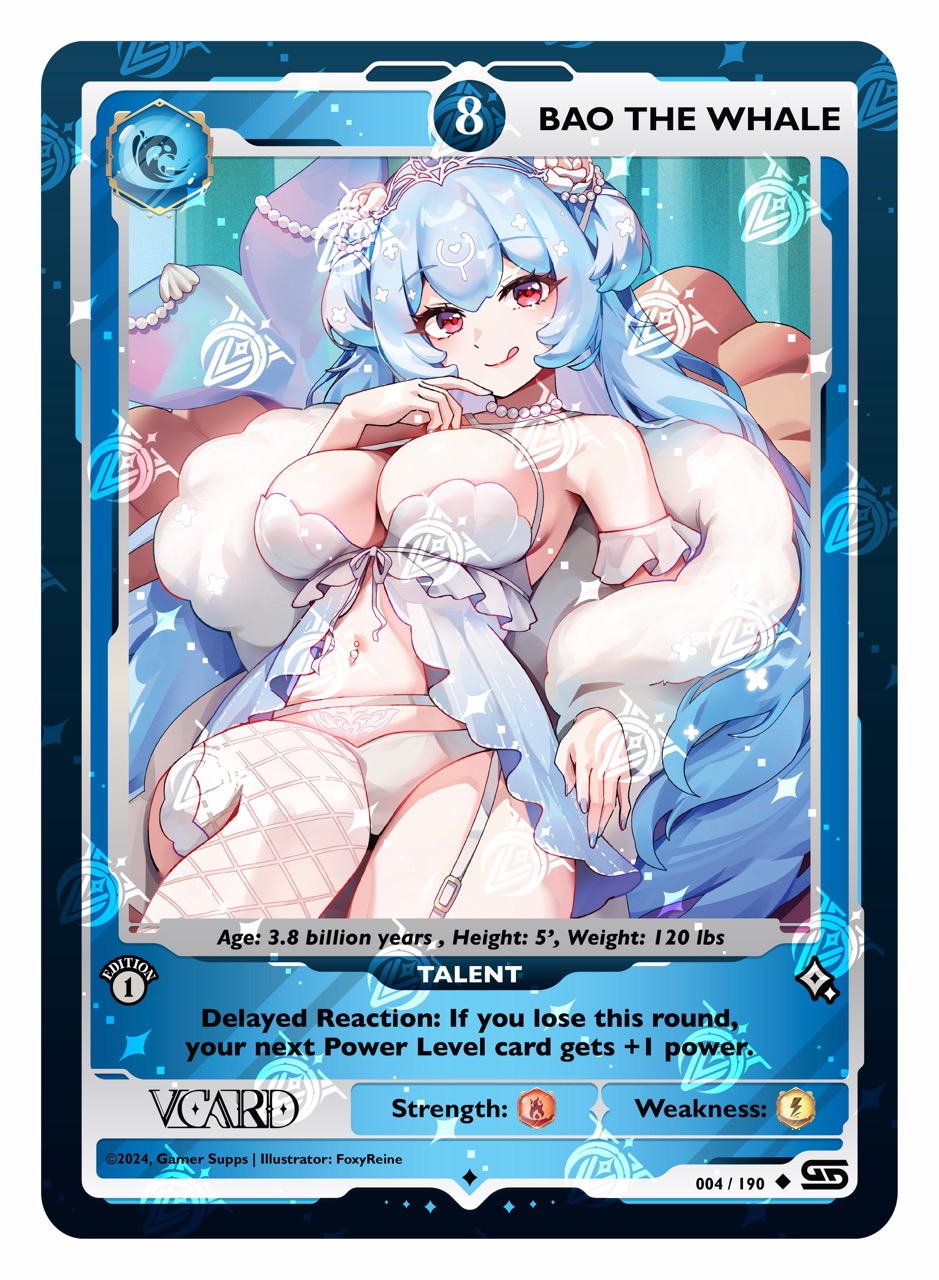 8
BAO THE WHALE
Age: 3.8 billion years , Height: 5’, Weight: 120 lbs
EDITION
1
TALENT
Delayed Reaction: If you lose this round,
your next Power Level card gets +1 power.
VCARD
Strength:
Weakness:
©2024, Gamer Supps | Illustrator: FoxyReine
004 / 190
GS